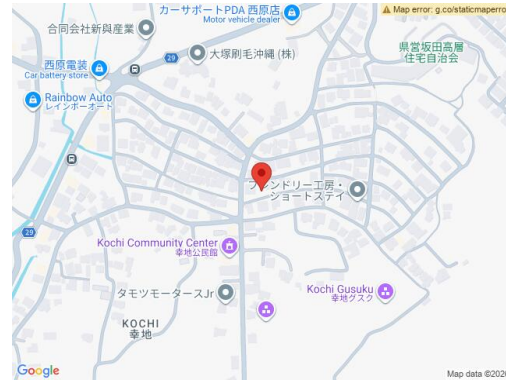 カーサポートPDA 西原店
Motor vehicle dealer
Map error: g.co/staticmaperro
合同会社新興産業
29
大塚刷毛沖縄 (株)
県営坂田高層
住宅自治会
西原電装
Car battery store
Rainbow Auto
レインボーオート
フレンドリー工房・
ショートステイ
29
Kochi Community Center
幸地公民館
タモツモータースJr
Kochi Gusuku
幸地グスク
KOCHI
幸地
Google
Map data ©2026